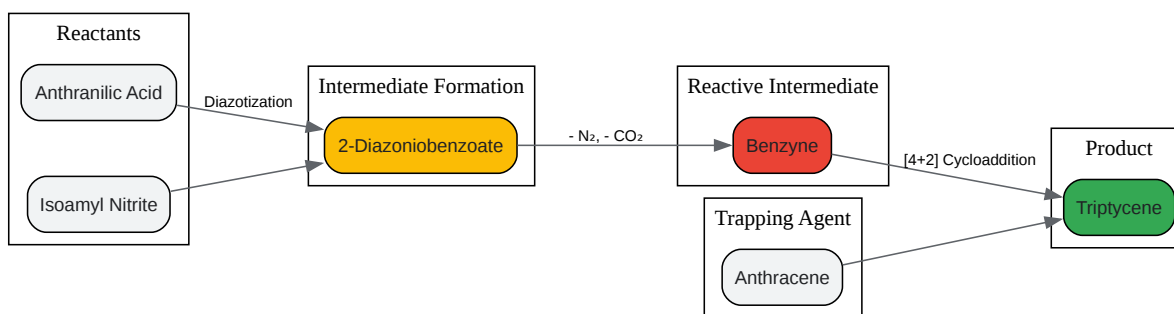 Reactants
Anthranilic Acid
Isoamyl Nitrite
Diazotization
Intermediate Formation
2-Diazoniobenzoate
- N₂, - CO₂
Reactive Intermediate
Benzyne
Trapping Agent
Anthracene
[4+2] Cycloaddition
Product
Triptycene